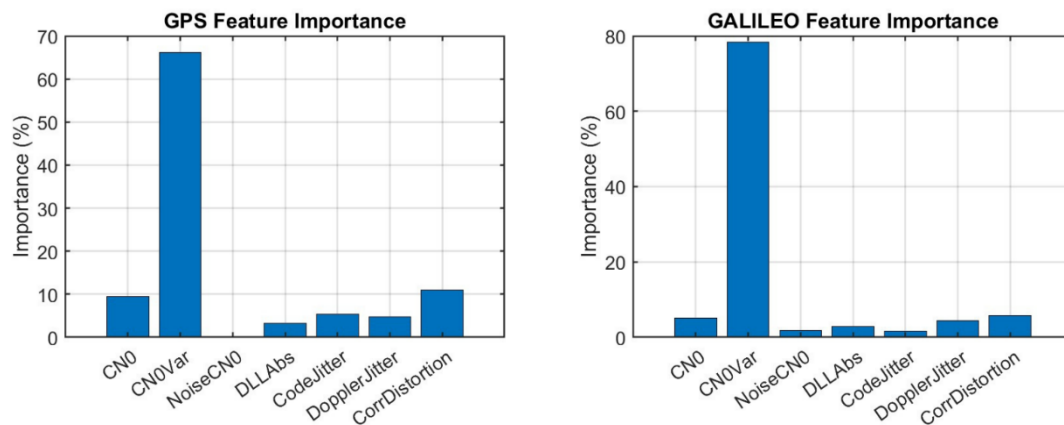 GPS Feature Importance
Importance (%)
70
60
50
40
30
20
10
0
CN0
CN0Var
NoiseCN0
DLLAbs
CodeJitter
DopplerJitter
CorrDistortion
GALILEO Feature Importance
Importance (%)
80
60
40
20
0
CN0
CN0Var
NoiseCN0
DLLAbs
CodeJitter
DopplerJitter
CorrDistortion